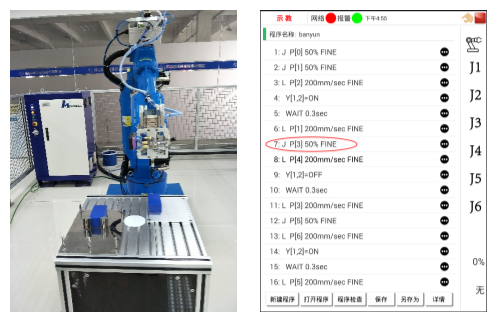 示教 网络 报警 下午4:55
程序名称: banyun
1: J P[0] 50% FINE
2: J P[1] 50% FINE
3: L P[2] 200mm/sec FINE
4: Y[1,2]=ON
5: WAIT 0.3sec
6: L P[1] 200mm/sec FINE
7: J P[3] 50% FINE
8: L P[4] 200mm/sec FINE
9: Y[1,2]=OFF
10: WAIT 0.3sec
11: L P[3] 200mm/sec FINE
12: J P[5] 50% FINE
13: L P[6] 200mm/sec FINE
14: Y[1,2]=ON
15: WAIT 0.3sec
16: L P[5] 200mm/sec FINE
新建程序 打开程序 程序检查 保存 另存为 详情
J1
J2
J3
J4
J5
J6
0%
无